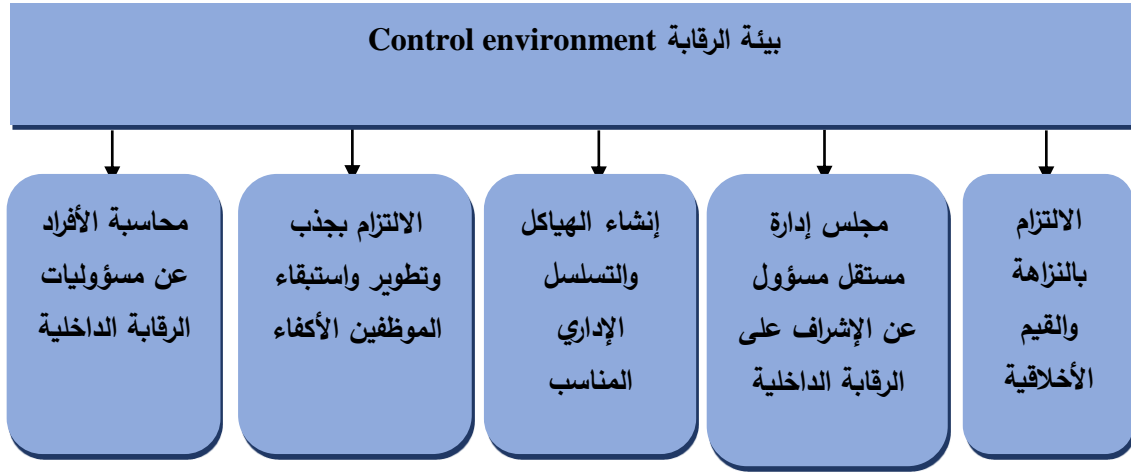 بيئة الرقابة Control environment
الالتزام
بالنزاهة
والقيم
الأخلاقية
مجلس إدارة
مستقل مسؤول
عن الإشراف على
الرقابة الداخلية
إنشاء الهياكل
والتسلسل
الإداري
المناسب
الالتزام بجذب
وتطوير واستبقاء
الموظفين الأكفاء
محاسبة الأفراد
عن مسؤوليات
الرقابة الداخلية